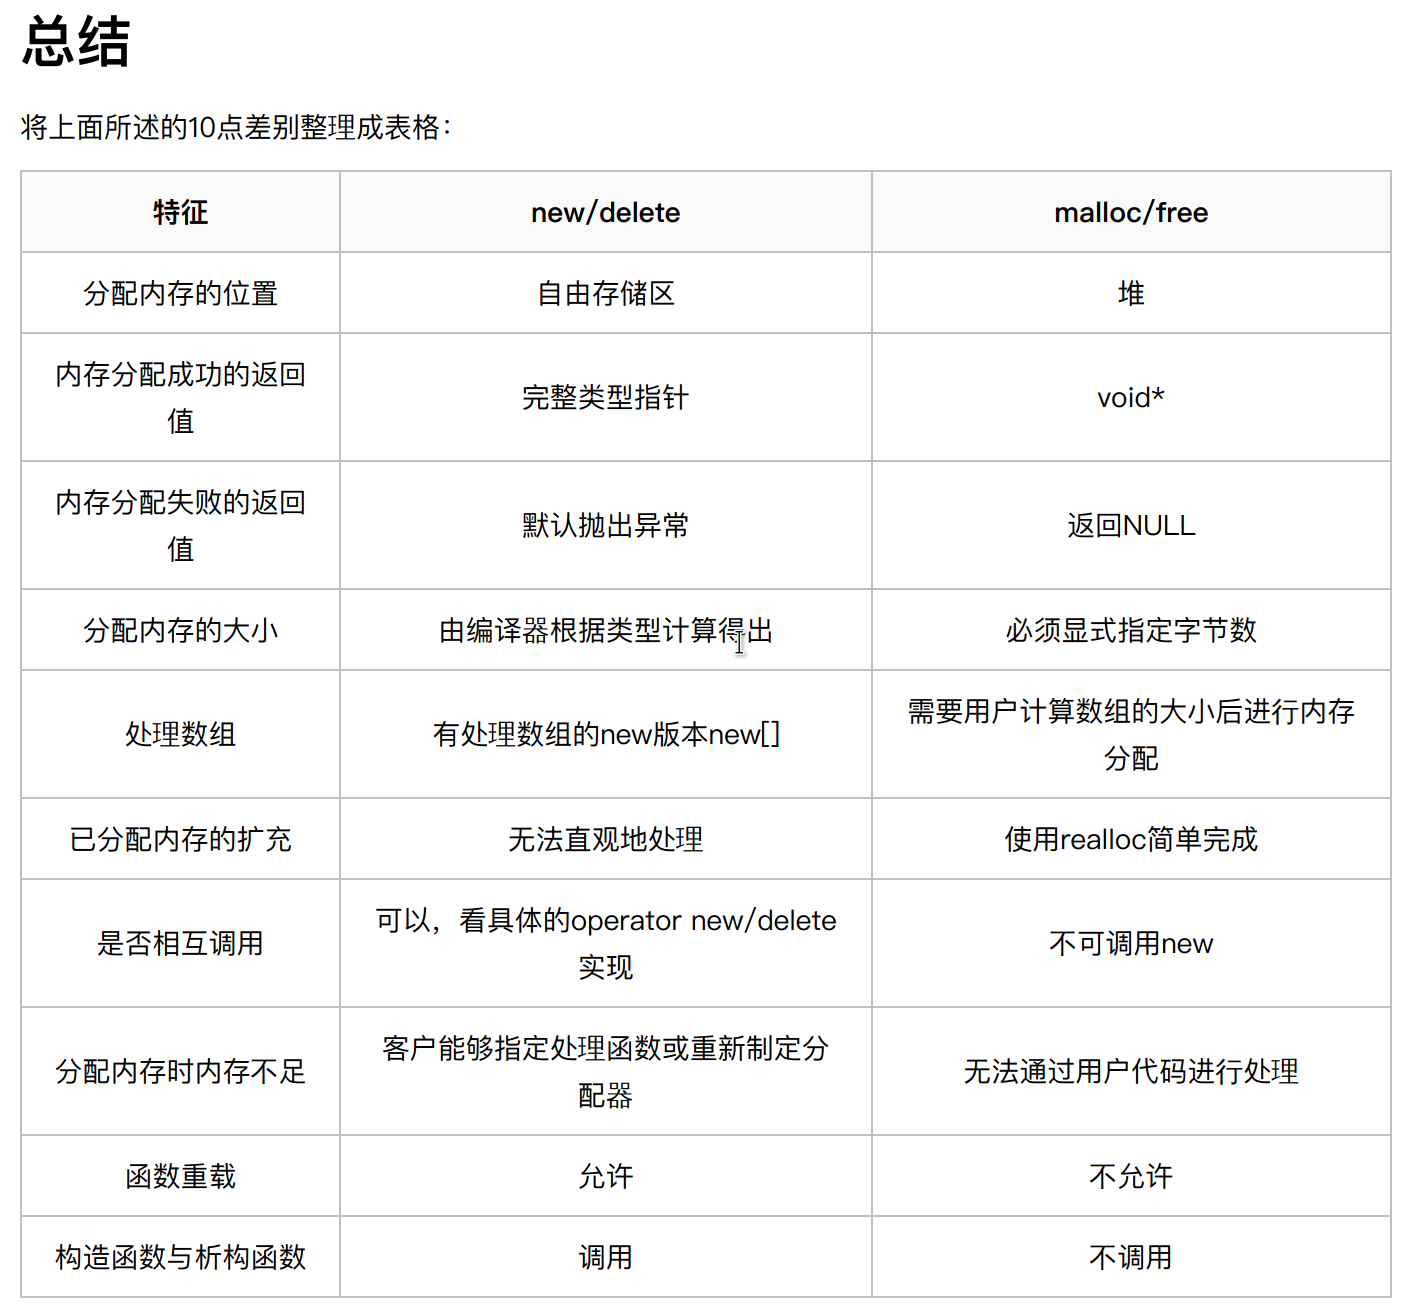 总结
将上面所述的10点差别整理成表格：
特征 new/delete malloc/free
分配内存的位置 自由存储区 堆
内存分配成功的返回
值
完整类型指针 void*
内存分配失败的返回
值
默认抛出异常 返回NULL
分配内存的大小 由编译器根据类型计算得出 必须显式指定字节数
处理数组 有处理数组的new版本new[]
需要用户计算数组的大小后进行内存
分配
已分配内存的扩充 无法直观地处理 使用realloc简单完成
是否相互调用
可以，看具体的operator new/delete
实现
不可调用new
分配内存时内存不足
客户能够指定处理函数或重新制定分
配器
无法通过用户代码进行处理
函数重载 允许 不允许
构造函数与析构函数 调用 不调用